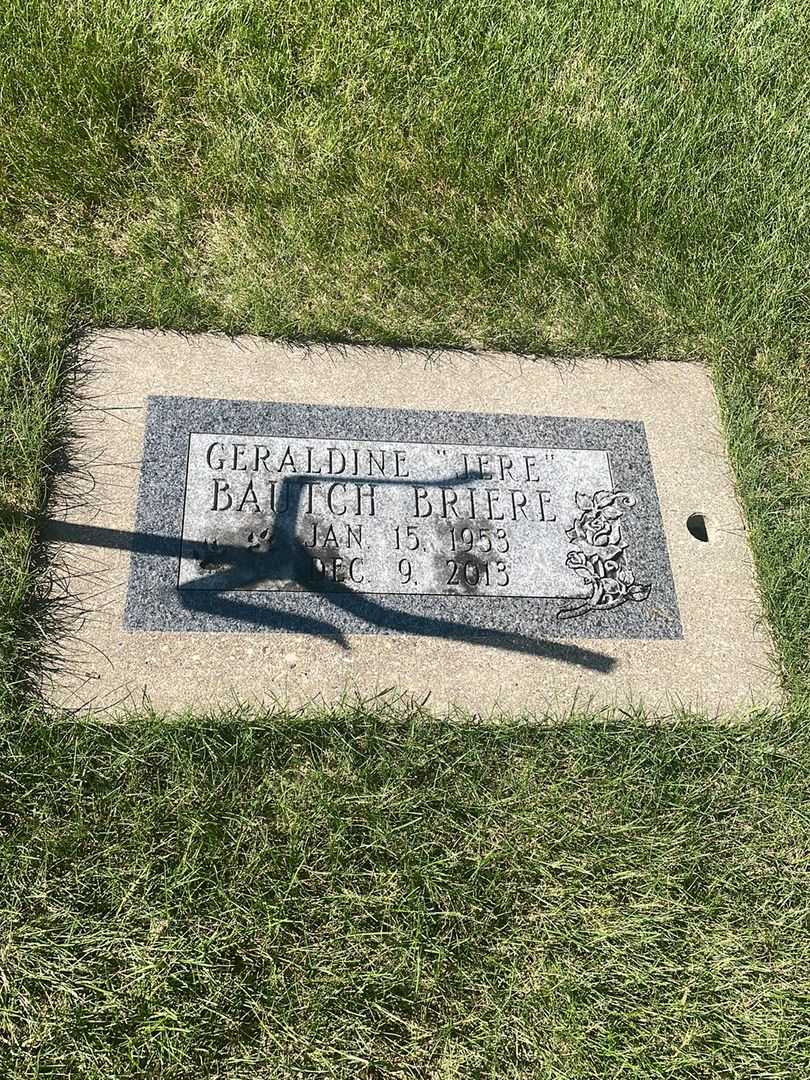 GERALDINE "JERE"
BAUTCH BRIERE
JAN. 15, 1953
DEC. 9, 2013